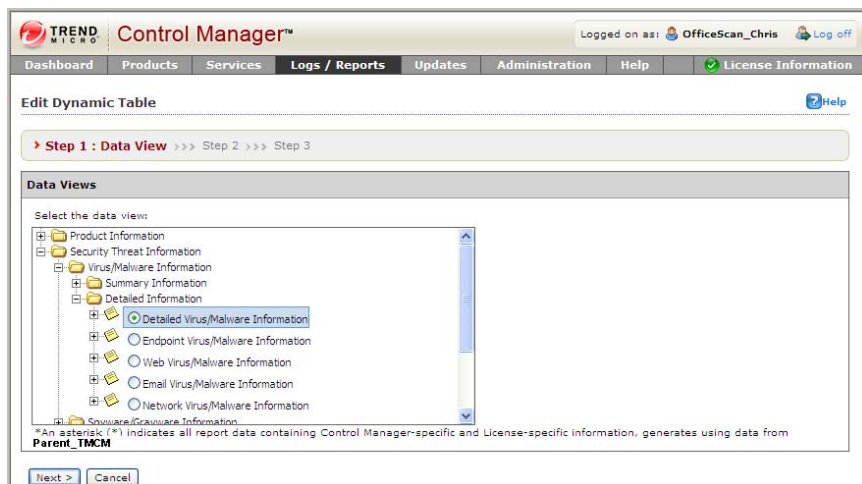 TREND MICRO Control Manager™ Logged on as: OfficeScan_Chris Log off
Dashboard Products Services Logs / Reports Updates Administration Help License Information
Edit Dynamic Table Help
Step 1 : Data View >>> Step 2 >>> Step 3
Data Views
Select the data view:
Product Information
Security Threat Information
Virus/Malware Information
Summary Information
Detailed Information
Detailed Virus/Malware Information
Endpoint Virus/Malware Information
Web Virus/Malware Information
Email Virus/Malware Information
Network Virus/Malware Information
Spyware/Grayware Information
*An asterisk (*) indicates all report data containing Control Manager-specific and License-specific information, generates using data from
Parent_TMCM
Next > Cancel